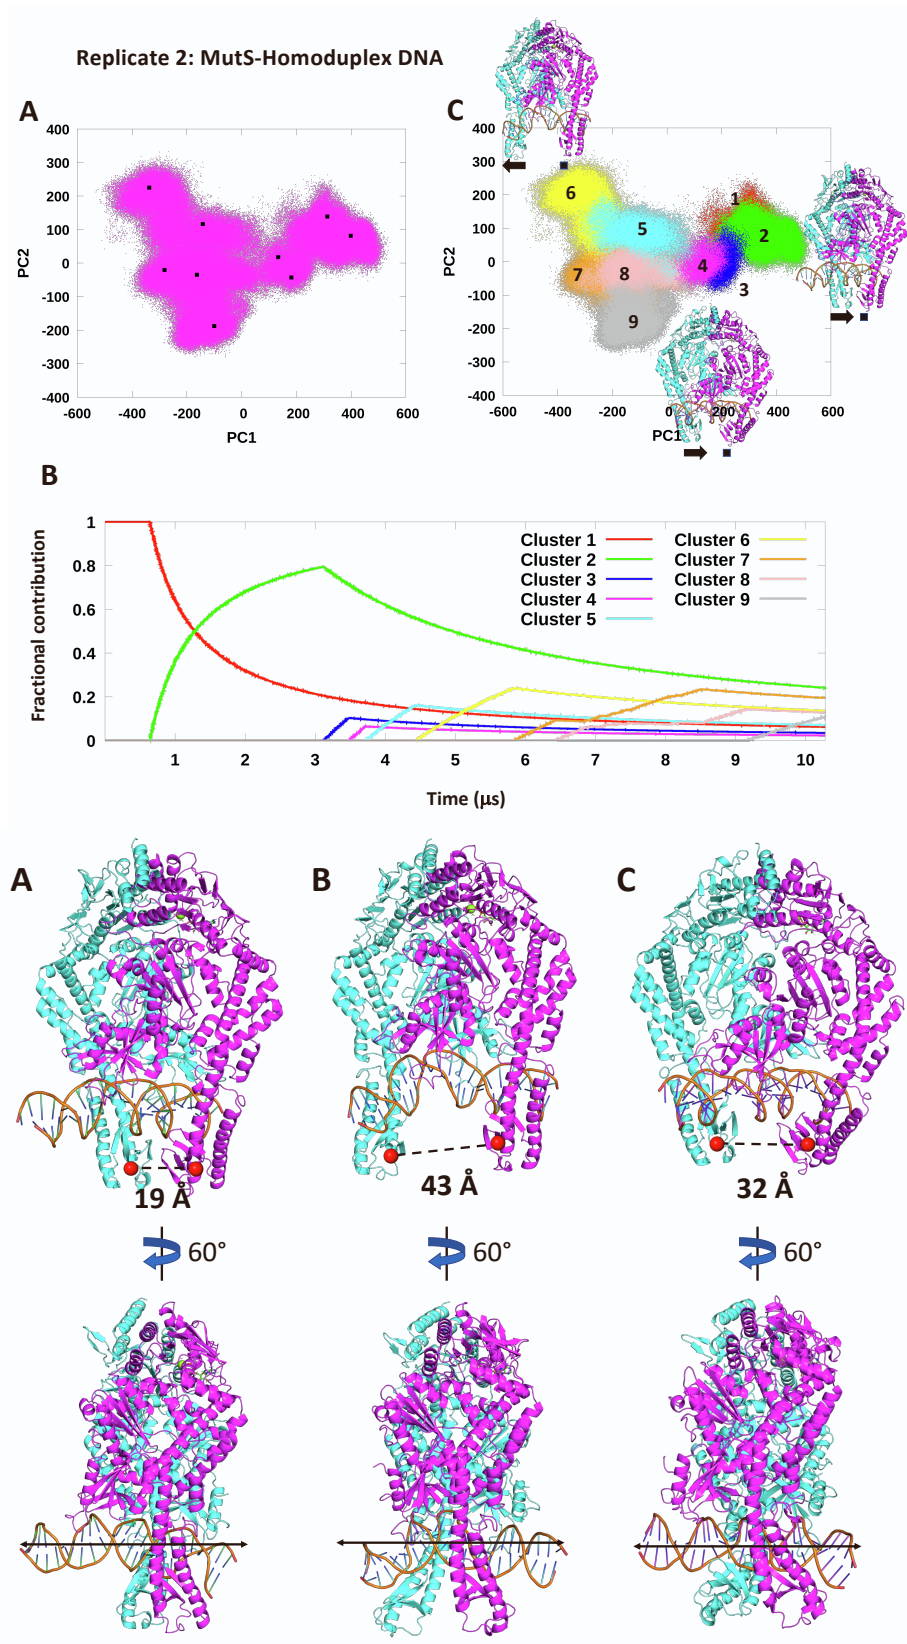 Replicate 2: MutS-Homoduplex DNA
A
C
400
300
200
100
0
-100
-200
-300
-400
PC2
-600
-400
-200
0
200
400
600
PC1
400
300
200
100
0
-100
-200
-300
-400
PC2
6
5
1
2
7
8
4
3
9
-600
-400
-200
0
200
400
600
PC1
B
1
0.8
0.6
0.4
0.2
0
Fractional contribution
Cluster 1
Cluster 2
Cluster 3
Cluster 4
Cluster 5
Cluster 6
Cluster 7
Cluster 8
Cluster 9
1
2
3
4
5
6
7
8
9
10
Time (μs)
A
B
C
19 Å
43 Å
32 Å
60°
60°
60°